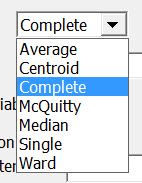 Complete
Average
Centroid
Complete
McQuitty
Median
Single
Ward